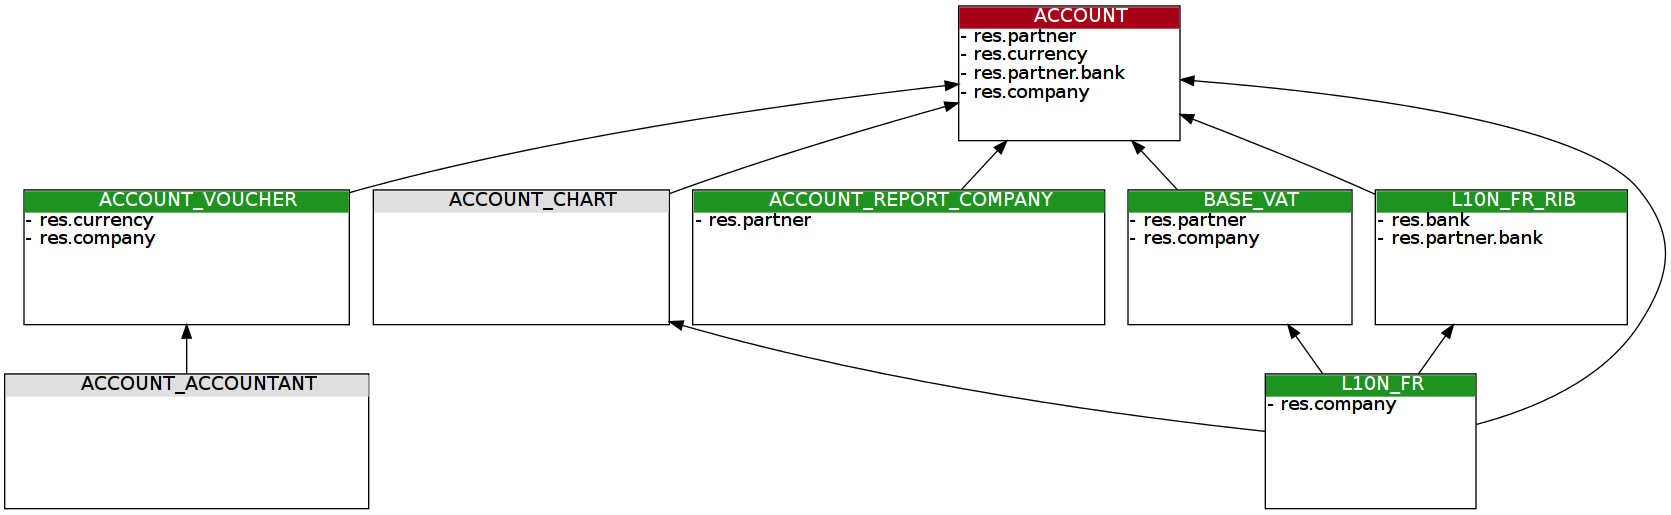 ACCOUNT
- res.partner
- res.currency
- res.partner.bank
- res.company
ACCOUNT_VOUCHER
- res.currency
- res.company
ACCOUNT_CHART
ACCOUNT_REPORT_COMPANY
- res.partner
BASE_VAT
- res.partner
- res.company
L10N_FR_RIB
- res.bank
- res.partner.bank
ACCOUNT_ACCOUNTANT
L10N_FR
- res.company